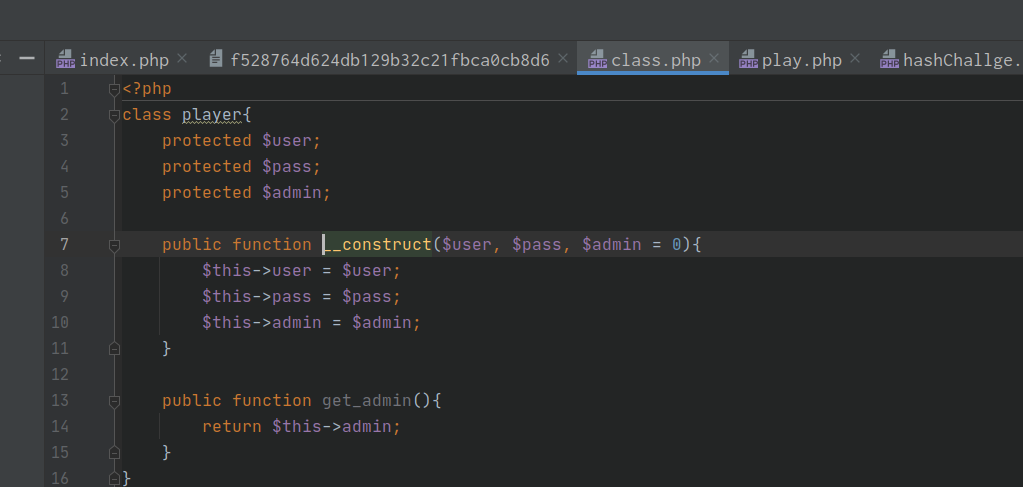 index.php f528764d624db129b32c21fbca0cb8d6 class.php play.php hashChallge.
1 <?php
2 class player{
3     protected $user;
4     protected $pass;
5     protected $admin;
6
7     public function __construct($user, $pass, $admin = 0){
8         $this->user = $user;
9         $this->pass = $pass;
10         $this->admin = $admin;
11     }
12
13     public function get_admin(){
14         return $this->admin;
15     }
16 }